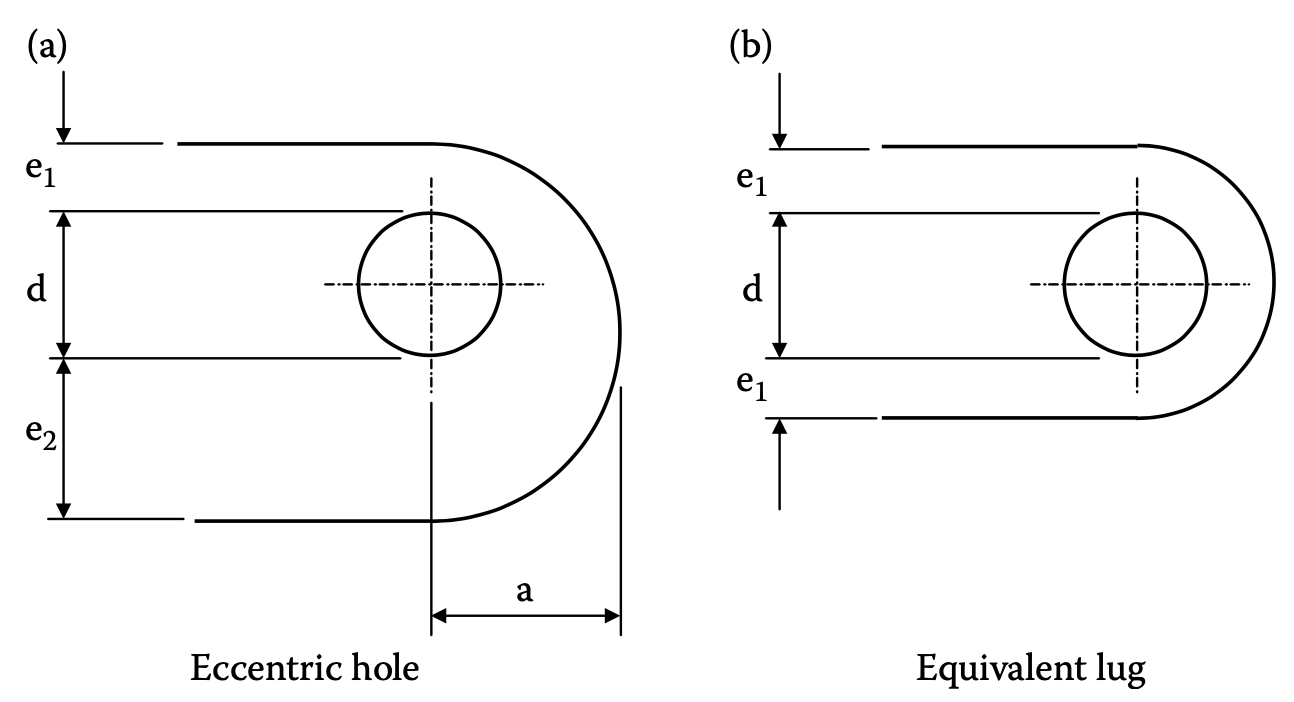 (a)
e₁
d
e₂
a
Eccentric hole
(b)
e₁
d
e₁
Equivalent lug